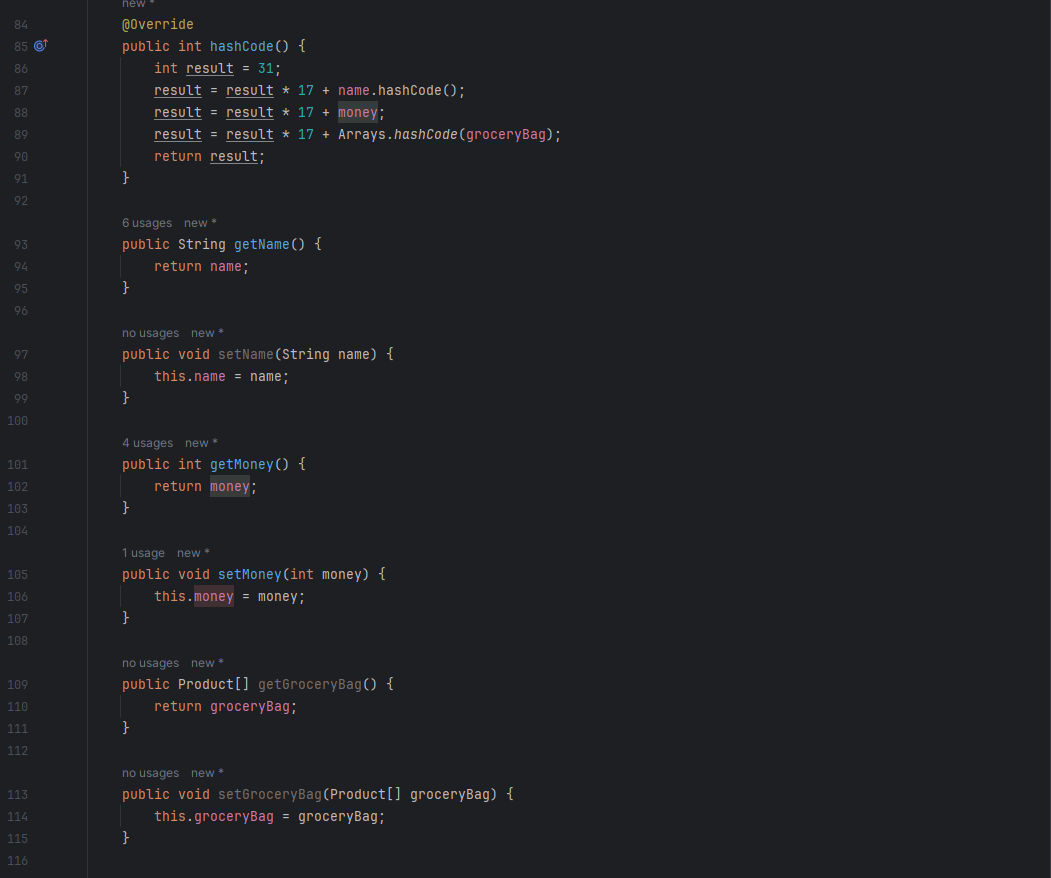 new *
84 @Override
85 public int hashCode() {
86 int result = 31;
87 result = result * 17 + name.hashCode();
88 result = result * 17 + money;
89 result = result * 17 + Arrays.hashCode(groceryBag);
90 return result;
91 }
92
6 usages new *
93 public String getName() {
94 return name;
95 }
96
no usages new *
97 public void setName(String name) {
98 this.name = name;
99 }
100
4 usages new *
101 public int getMoney() {
102 return money;
103 }
104
1 usage new *
105 public void setMoney(int money) {
106 this.money = money;
107 }
108
no usages new *
109 public Product[] getGroceryBag() {
110 return groceryBag;
111 }
112
no usages new *
113 public void setGroceryBag(Product[] groceryBag) {
114 this.groceryBag = groceryBag;
115 }
116